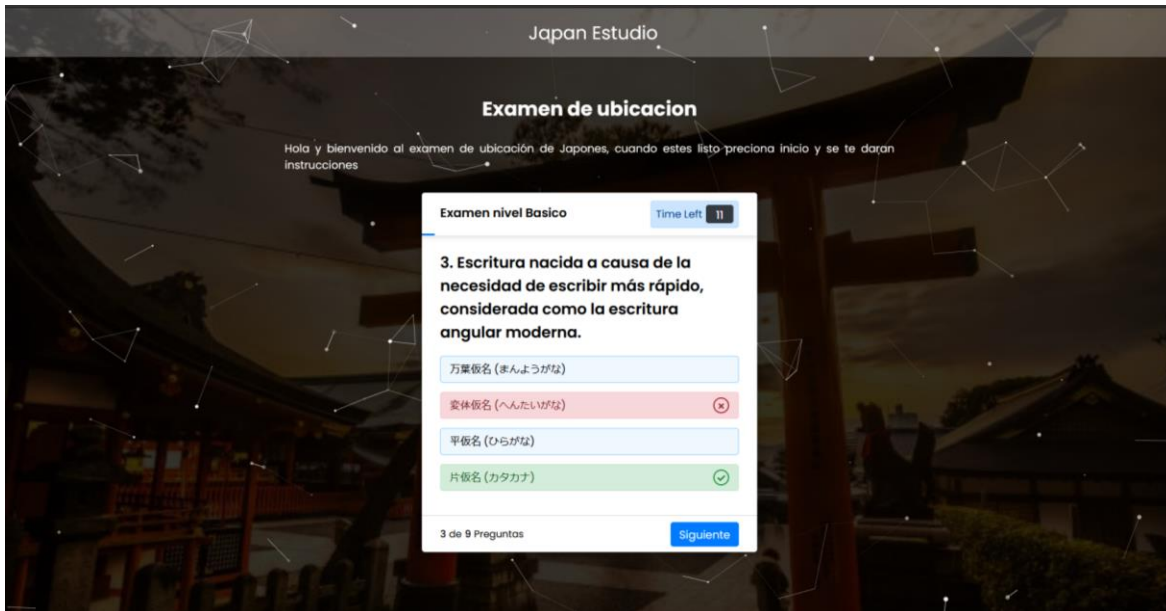 Japan Estudio
Examen de ubicacion
Hola y bienvenido al examen de ubicación de Japones, cuando estes listo preciona inicio y se te daran
instrucciones
Examen nivel Basico
Time Left 11
3. Escritura nacida a causa de la
necesidad de escribir más rápido,
considerada como la escritura
angular moderna.
万葉仮名 (まんようがな)
変体仮名 (へんたいがな)
平仮名 (ひらがな)
片仮名 (カタカナ)
3 de 9 Preguntas
Siguiente